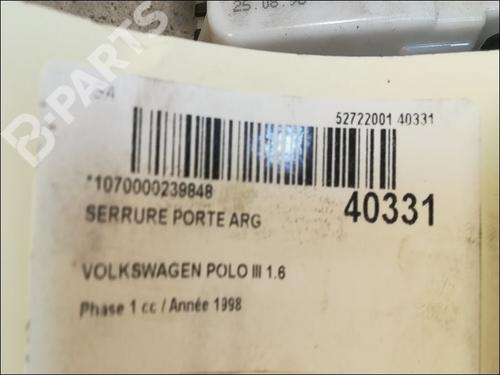 25.08.98
B-PARTS
52722001 40331
*1070000239848
40331
SERRURE PORTE ARG
VOLKSWAGEN POLO III 1.6
Phase 1 cc / Année 1998